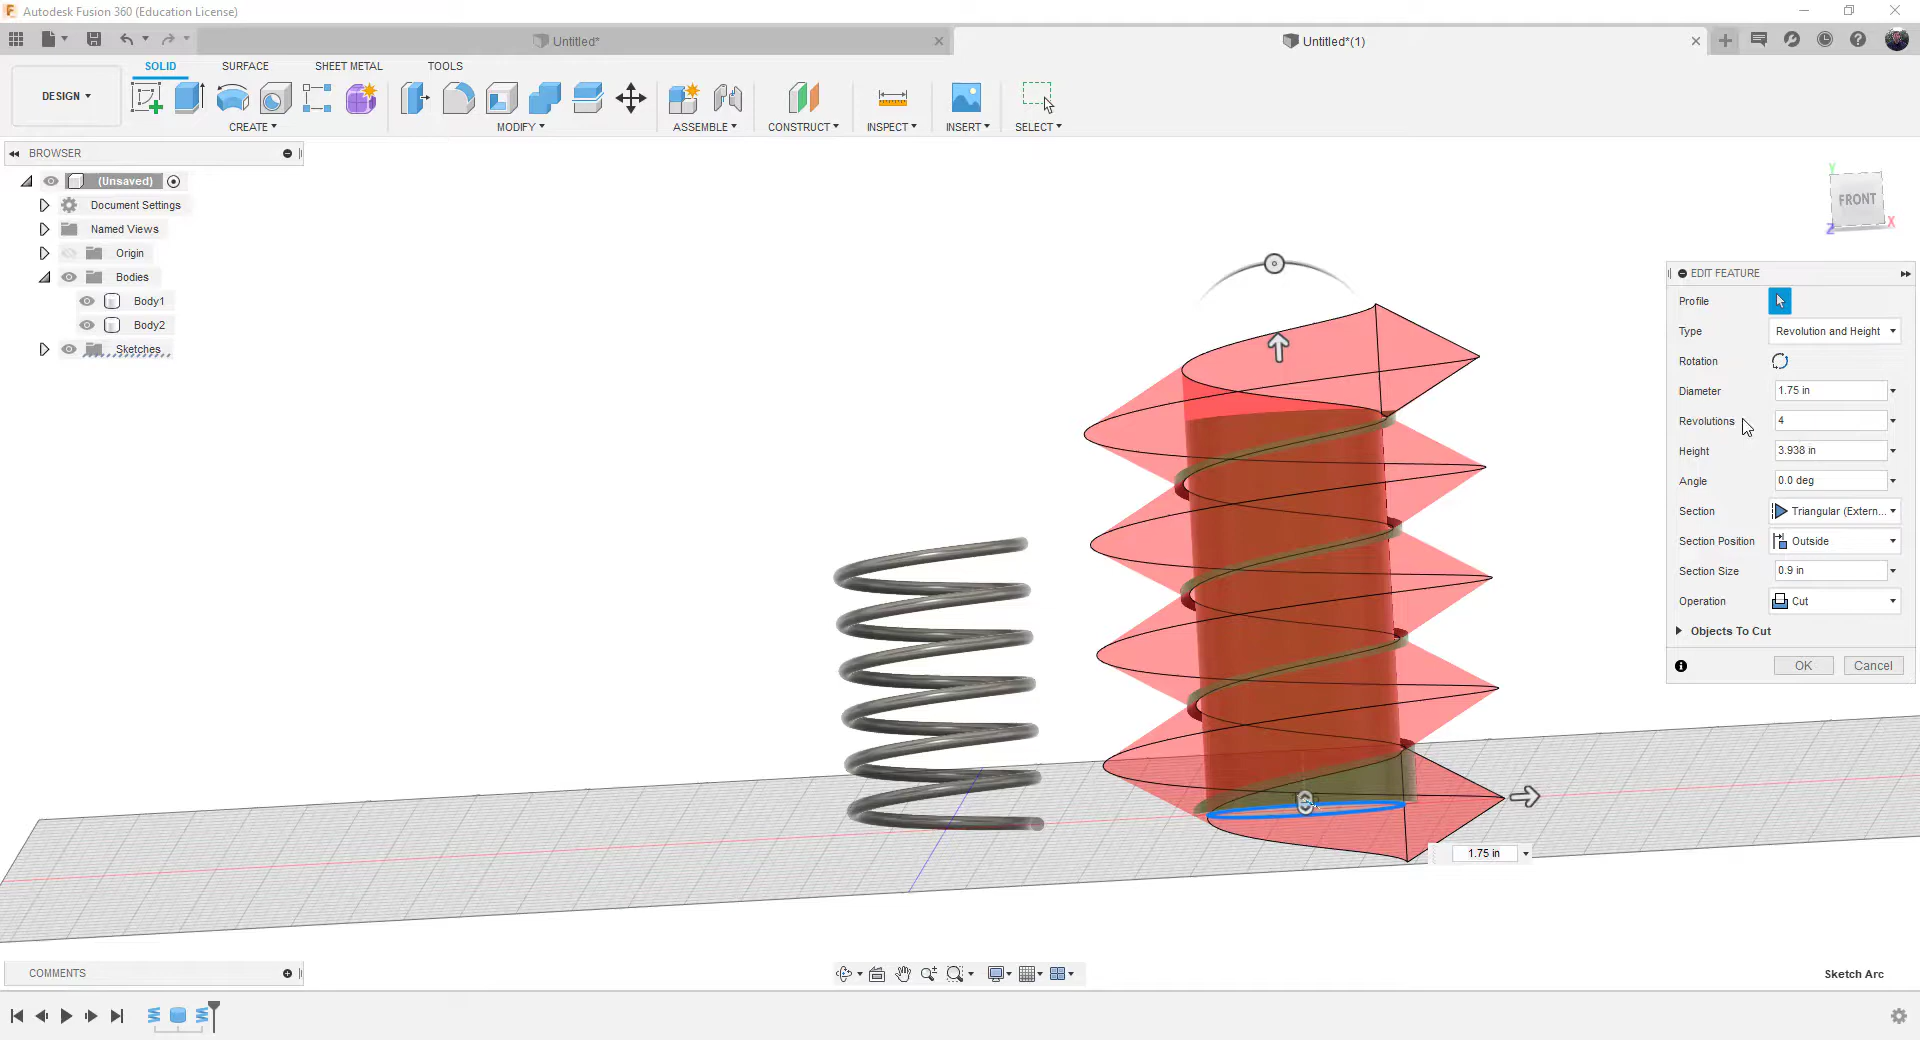 Autodesk Fusion 360 (Education License)
Untitled*
Untitled*(1)
SOLID
SURFACE
SHEET METAL
TOOLS
DESIGN
CREATE
MODIFY
ASSEMBLE
CONSTRUCT
INSPECT
INSERT
SELECT
BROWSER
(Unsaved)
Document Settings
Named Views
Origin
Bodies
Body1
Body2
Sketches
Y
FRONT
X
Z
EDIT FEATURE
Profile
Type Revolution and Height
Rotation
Diameter 1.75 in
Revolutions 4
Height 3.938 in
Angle 0.0 deg
Section Triangular (Extern...
Section Position Outside
Section Size 0.9 in
Operation Cut
Objects To Cut
OK Cancel
1.75 in
COMMENTS
Sketch Arc